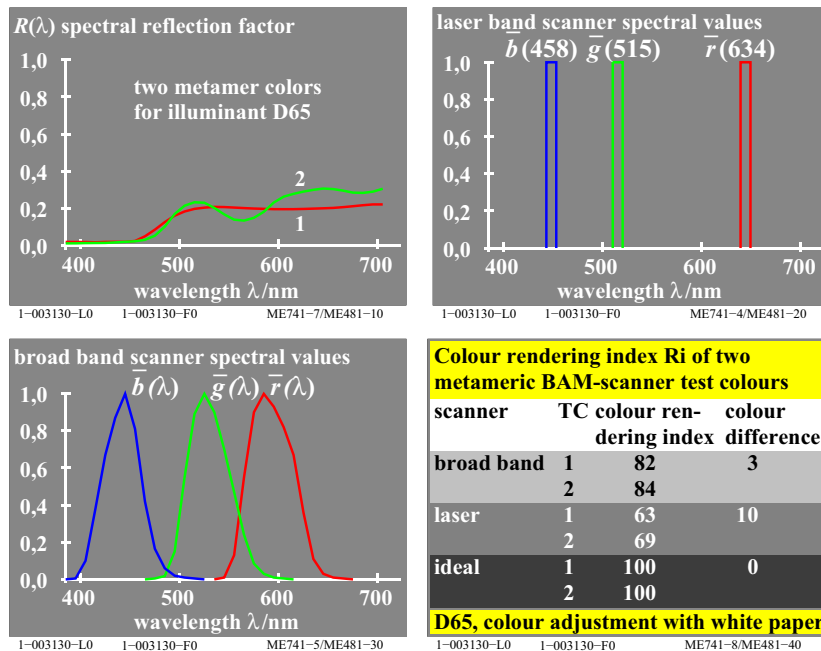 R(λ) spectral reflection factor
1,0
0,8
0,6
0,4
0,2
0,0
two metamer colors
for illuminant D65
2
1
400 500 600 700
wavelength λ/nm
1−003130−L0 1−003130−F0 ME741−7/ME481−10
laser band scanner spectral values
b(458) g(515) r(634)
1,0
0,8
0,6
0,4
0,2
0,0
400 500 600 700
wavelength λ/nm
1−003130−L0 1−003130−F0 ME741−4/ME481−20
broad band scanner spectral values
b(λ) g(λ) r(λ)
1,0
0,8
0,6
0,4
0,2
0,0
400 500 600 700
wavelength λ/nm
1−003130−L0 1−003130−F0 ME741−5/ME481−30
Colour rendering index Ri of two
metameric BAM-scanner test colours
scanner TC colour ren- colour
dering index difference
broad band 1 82 3
2 84
laser 1 63 10
2 69
ideal 1 100 0
2 100
D65, colour adjustment with white paper
1−003130−L0 1−003130−F0 ME741−8/ME481−40